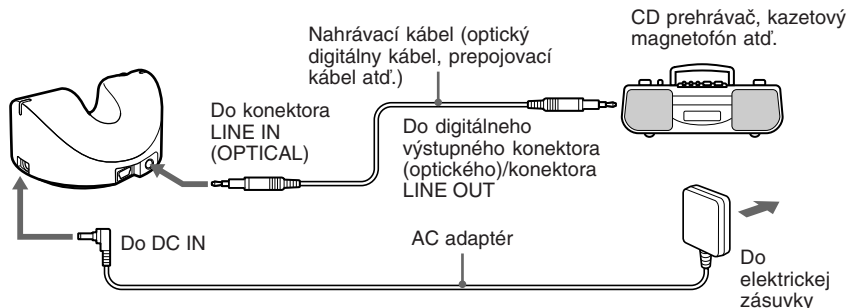 CD prehrávač, kazetový
magnetofón atď.
Nahrávací kábel (optický
digitálny kábel, prepojovací
kábel atď.)
Do konektora
LINE IN
(OPTICAL)
Do digitálneho
výstupného konektora
(optického)/konektora
LINE OUT
Do DC IN
AC adaptér
Do
elektrickej
zásuvky